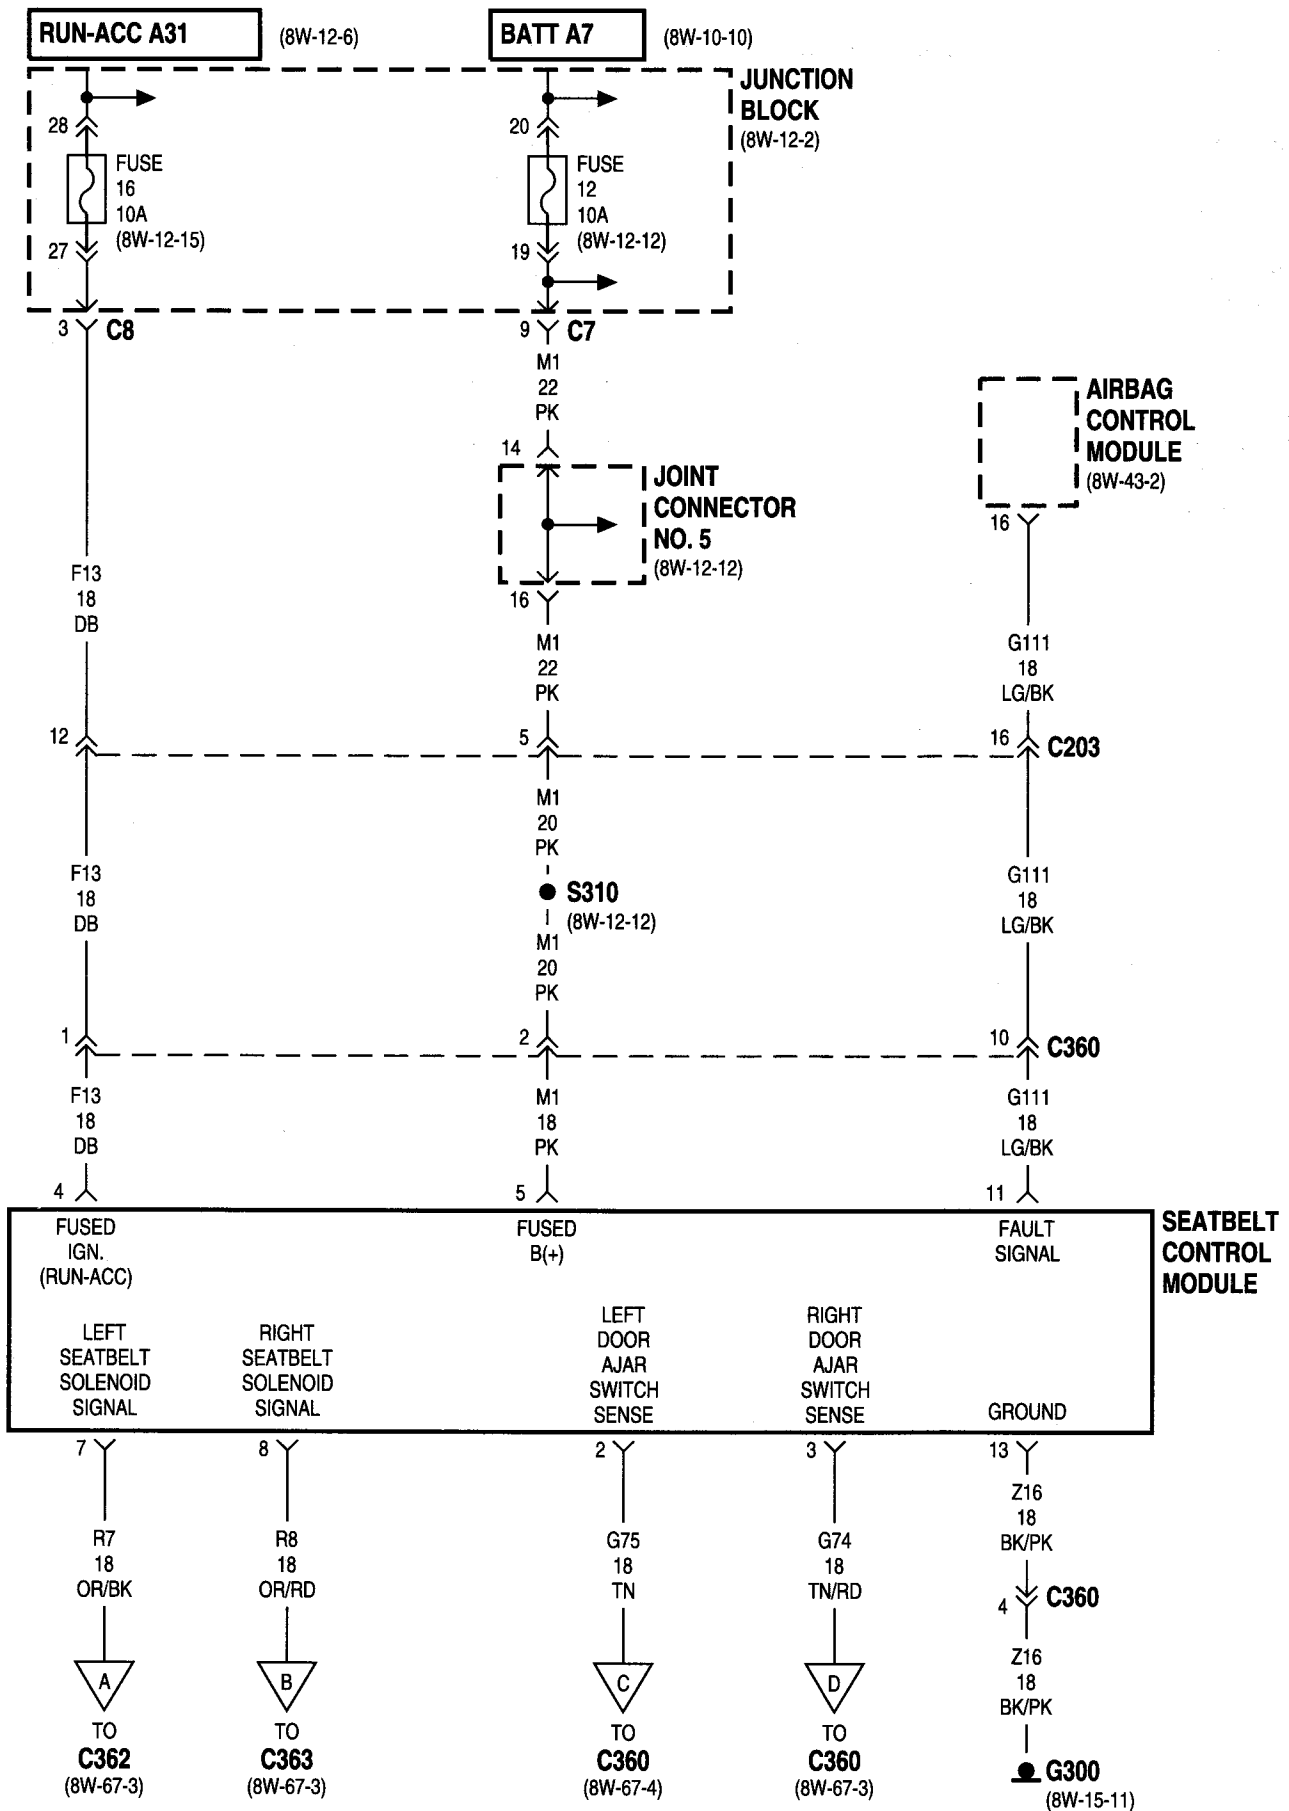 RUN-ACC A31 (8W-12-6) BATT A7 (8W-10-10)
JUNCTION
BLOCK
(8W-12-2)
28
FUSE
16
10A
(8W-12-15)
27
20
FUSE
12
10A
(8W-12-12)
19
3 C8
9 C7
M1
22
PK
14
JOINT
CONNECTOR
NO. 5
(8W-12-12)
16
AIRBAG
CONTROL
MODULE
(8W-43-2)
16
F13
18
DB
M1
22
PK
G111
18
LG/BK
12 5 16 C203
M1
20
PK
S310
(8W-12-12)
F13
18
DB
M1
20
PK
G111
18
LG/BK
1 2 10 C360
F13
18
DB
M1
18
PK
G111
18
LG/BK
4 5 11
SEATBELT
CONTROL
MODULE
FUSED
IGN.
(RUN-ACC)
FUSED
B(+)
FAULT
SIGNAL
LEFT
SEATBELT
SOLENOID
SIGNAL
RIGHT
SEATBELT
SOLENOID
SIGNAL
LEFT
DOOR
AJAR
SWITCH
SENSE
RIGHT
DOOR
AJAR
SWITCH
SENSE
GROUND
7 8 2 3 13
R7
18
OR/BK
R8
18
OR/RD
G75
18
TN
G74
18
TN/RD
Z16
18
BK/PK
4 C360
Z16
18
BK/PK
A
TO
C362
(8W-67-3)
B
TO
C363
(8W-67-3)
C
TO
C360
(8W-67-4)
D
TO
C360
(8W-67-3)
G300
(8W-15-11)